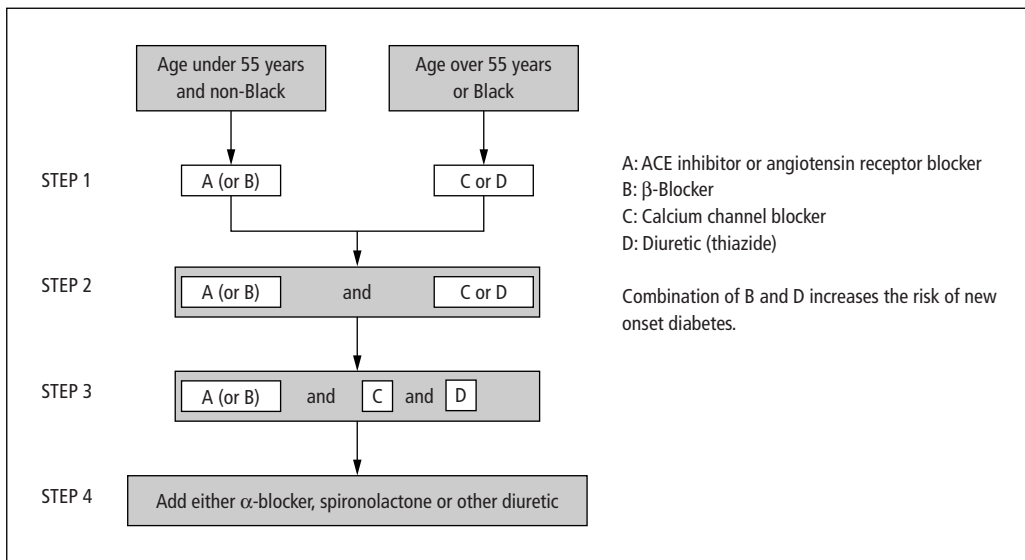 Age under 55 years
and non-Black
Age over 55 years
or Black
STEP 1
A (or B)
C or D
STEP 2
A (or B)
and
C or D
STEP 3
A (or B)
and
C
and
D
STEP 4
Add either α-blocker, spironolactone or other diuretic
A: ACE inhibitor or angiotensin receptor blocker
B: β-Blocker
C: Calcium channel blocker
D: Diuretic (thiazide)
Combination of B and D increases the risk of new
onset diabetes.